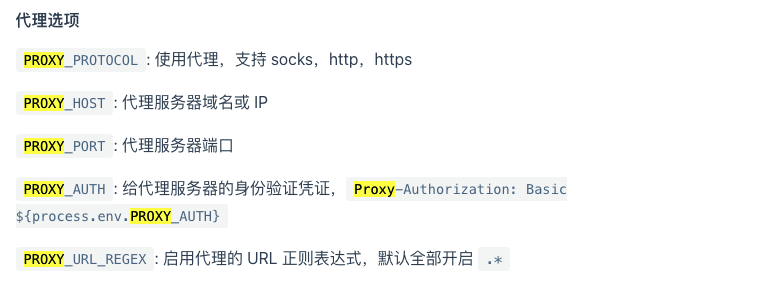 代理选项
PROXY_PROTOCOL : 使用代理，支持 socks，http，https
PROXY_HOST : 代理服务器域名或 IP
PROXY_PORT : 代理服务器端口
PROXY_AUTH : 给代理服务器的身份验证凭证， Proxy-Authorization: Basic
${process.env.PROXY_AUTH}
PROXY_URL_REGEX : 启用代理的 URL 正则表达式，默认全部开启 .*